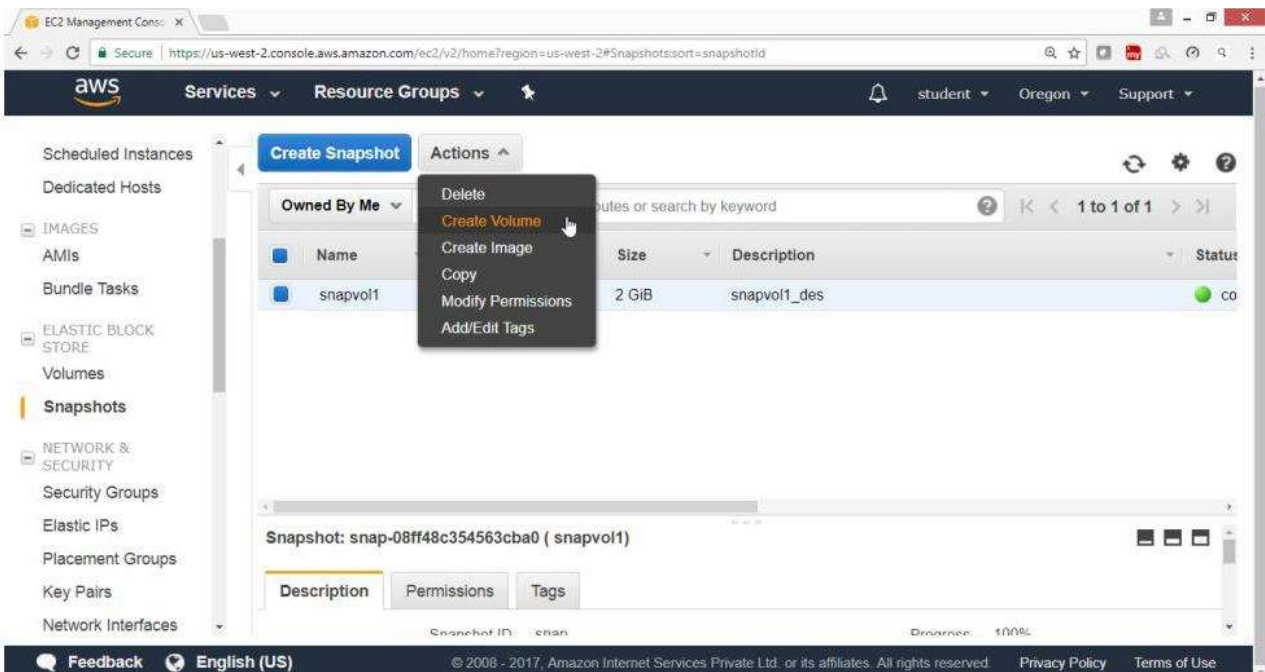 EC2 Management Conso
Secure | https://us-west-2.console.aws.amazon.com/ec2/v2/home?region=us-west-2#Snapshots:sort=snapshotId
aws Services Resource Groups student Oregon Support
Scheduled Instances
Dedicated Hosts
IMAGES
AMIs
Bundle Tasks
ELASTIC BLOCK
STORE
Volumes
Snapshots
NETWORK &
SECURITY
Security Groups
Elastic IPs
Placement Groups
Key Pairs
Network Interfaces
Create Snapshot Actions
Delete
Create Volume
Create Image
Copy
Modify Permissions
Add/Edit Tags
Owned By Me utes or search by keyword 1 to 1 of 1
Name Size Description Status
snapvol1 2 GiB snapvol1_des co
Snapshot: snap-08ff48c354563cba0 ( snapvol1)
Description Permissions Tags
Snapshot ID snap Progress 100%
Feedback English (US) © 2008 - 2017, Amazon Internet Services Private Ltd. or its affiliates. All rights reserved. Privacy Policy Terms of Use